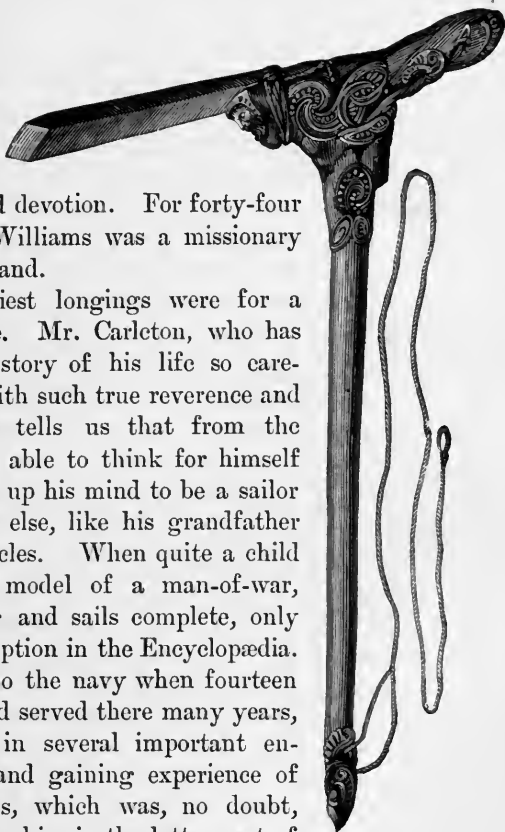 devotion. For forty-four
Williams was a missionary
and.
iest longings were for a
Mr. Carleton, who has
story of his life so care-
ith such true reverence and
tells us that from the
able to think for himself
up his mind to be a sailor
else, like his grandfather
cles. When quite a child
model of a man-of-war,
and sails complete, only
ption in the Encyclopædia.
o the navy when fourteen
d served there many years,
in several important en-
and gaining experience of
s, which was, no doubt,